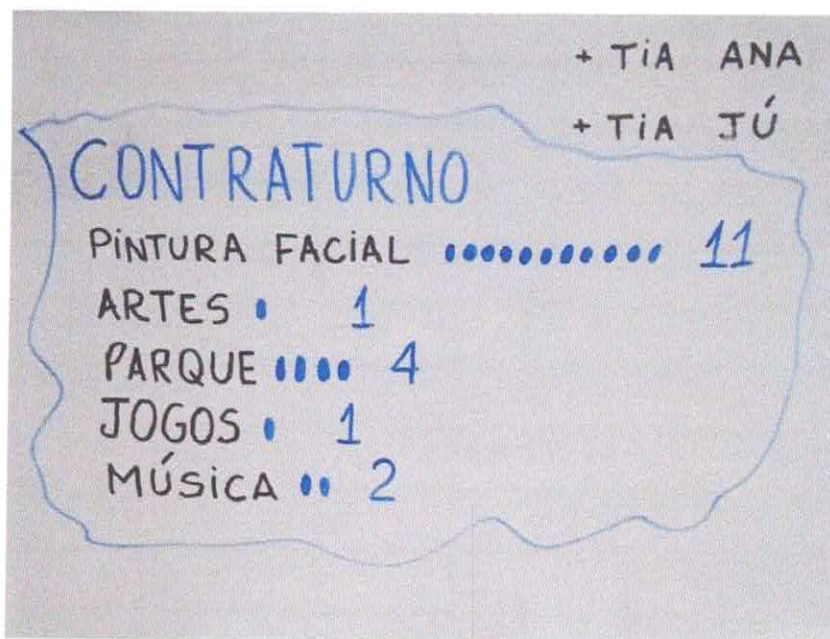 + TiA ANA
+ TiA JÚ
CONTRATURNO
PiNTURA FACiAL ●●●●●●●●●●● 11
ARTES ● 1
PARQUE ●●●● 4
JOGOS ● 1
MÚSiCA ●● 2